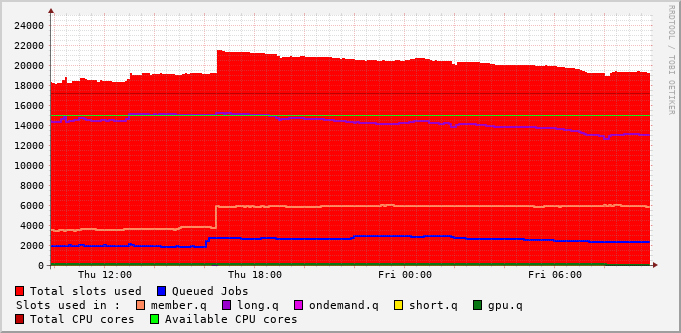 24000
22000
20000
18000
16000
14000
12000
10000
8000
6000
4000
2000
0
Thu 12:00 Thu 18:00 Fri 00:00 Fri 06:00
Total slots used Queued Jobs
Slots used in : member.q long.q ondemand.q short.q gpu.q
Total CPU cores Available CPU cores
RRDTOOL / TOBI OETIKER